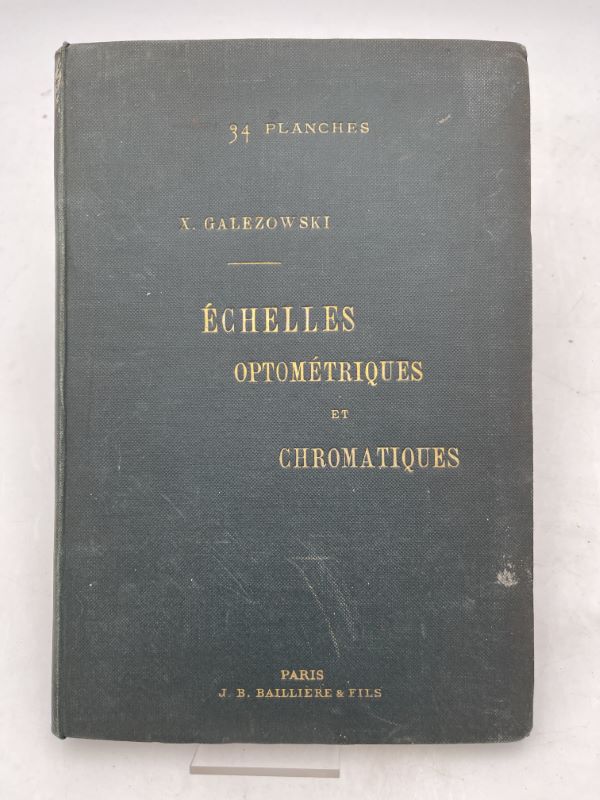 34 PLANCHES
X. GALEZOWSKI
ÉCHELLES
OPTOMÉTRIQUES
ET
CHROMATIQUES
PARIS
J. B. BAILLIERE & FILS